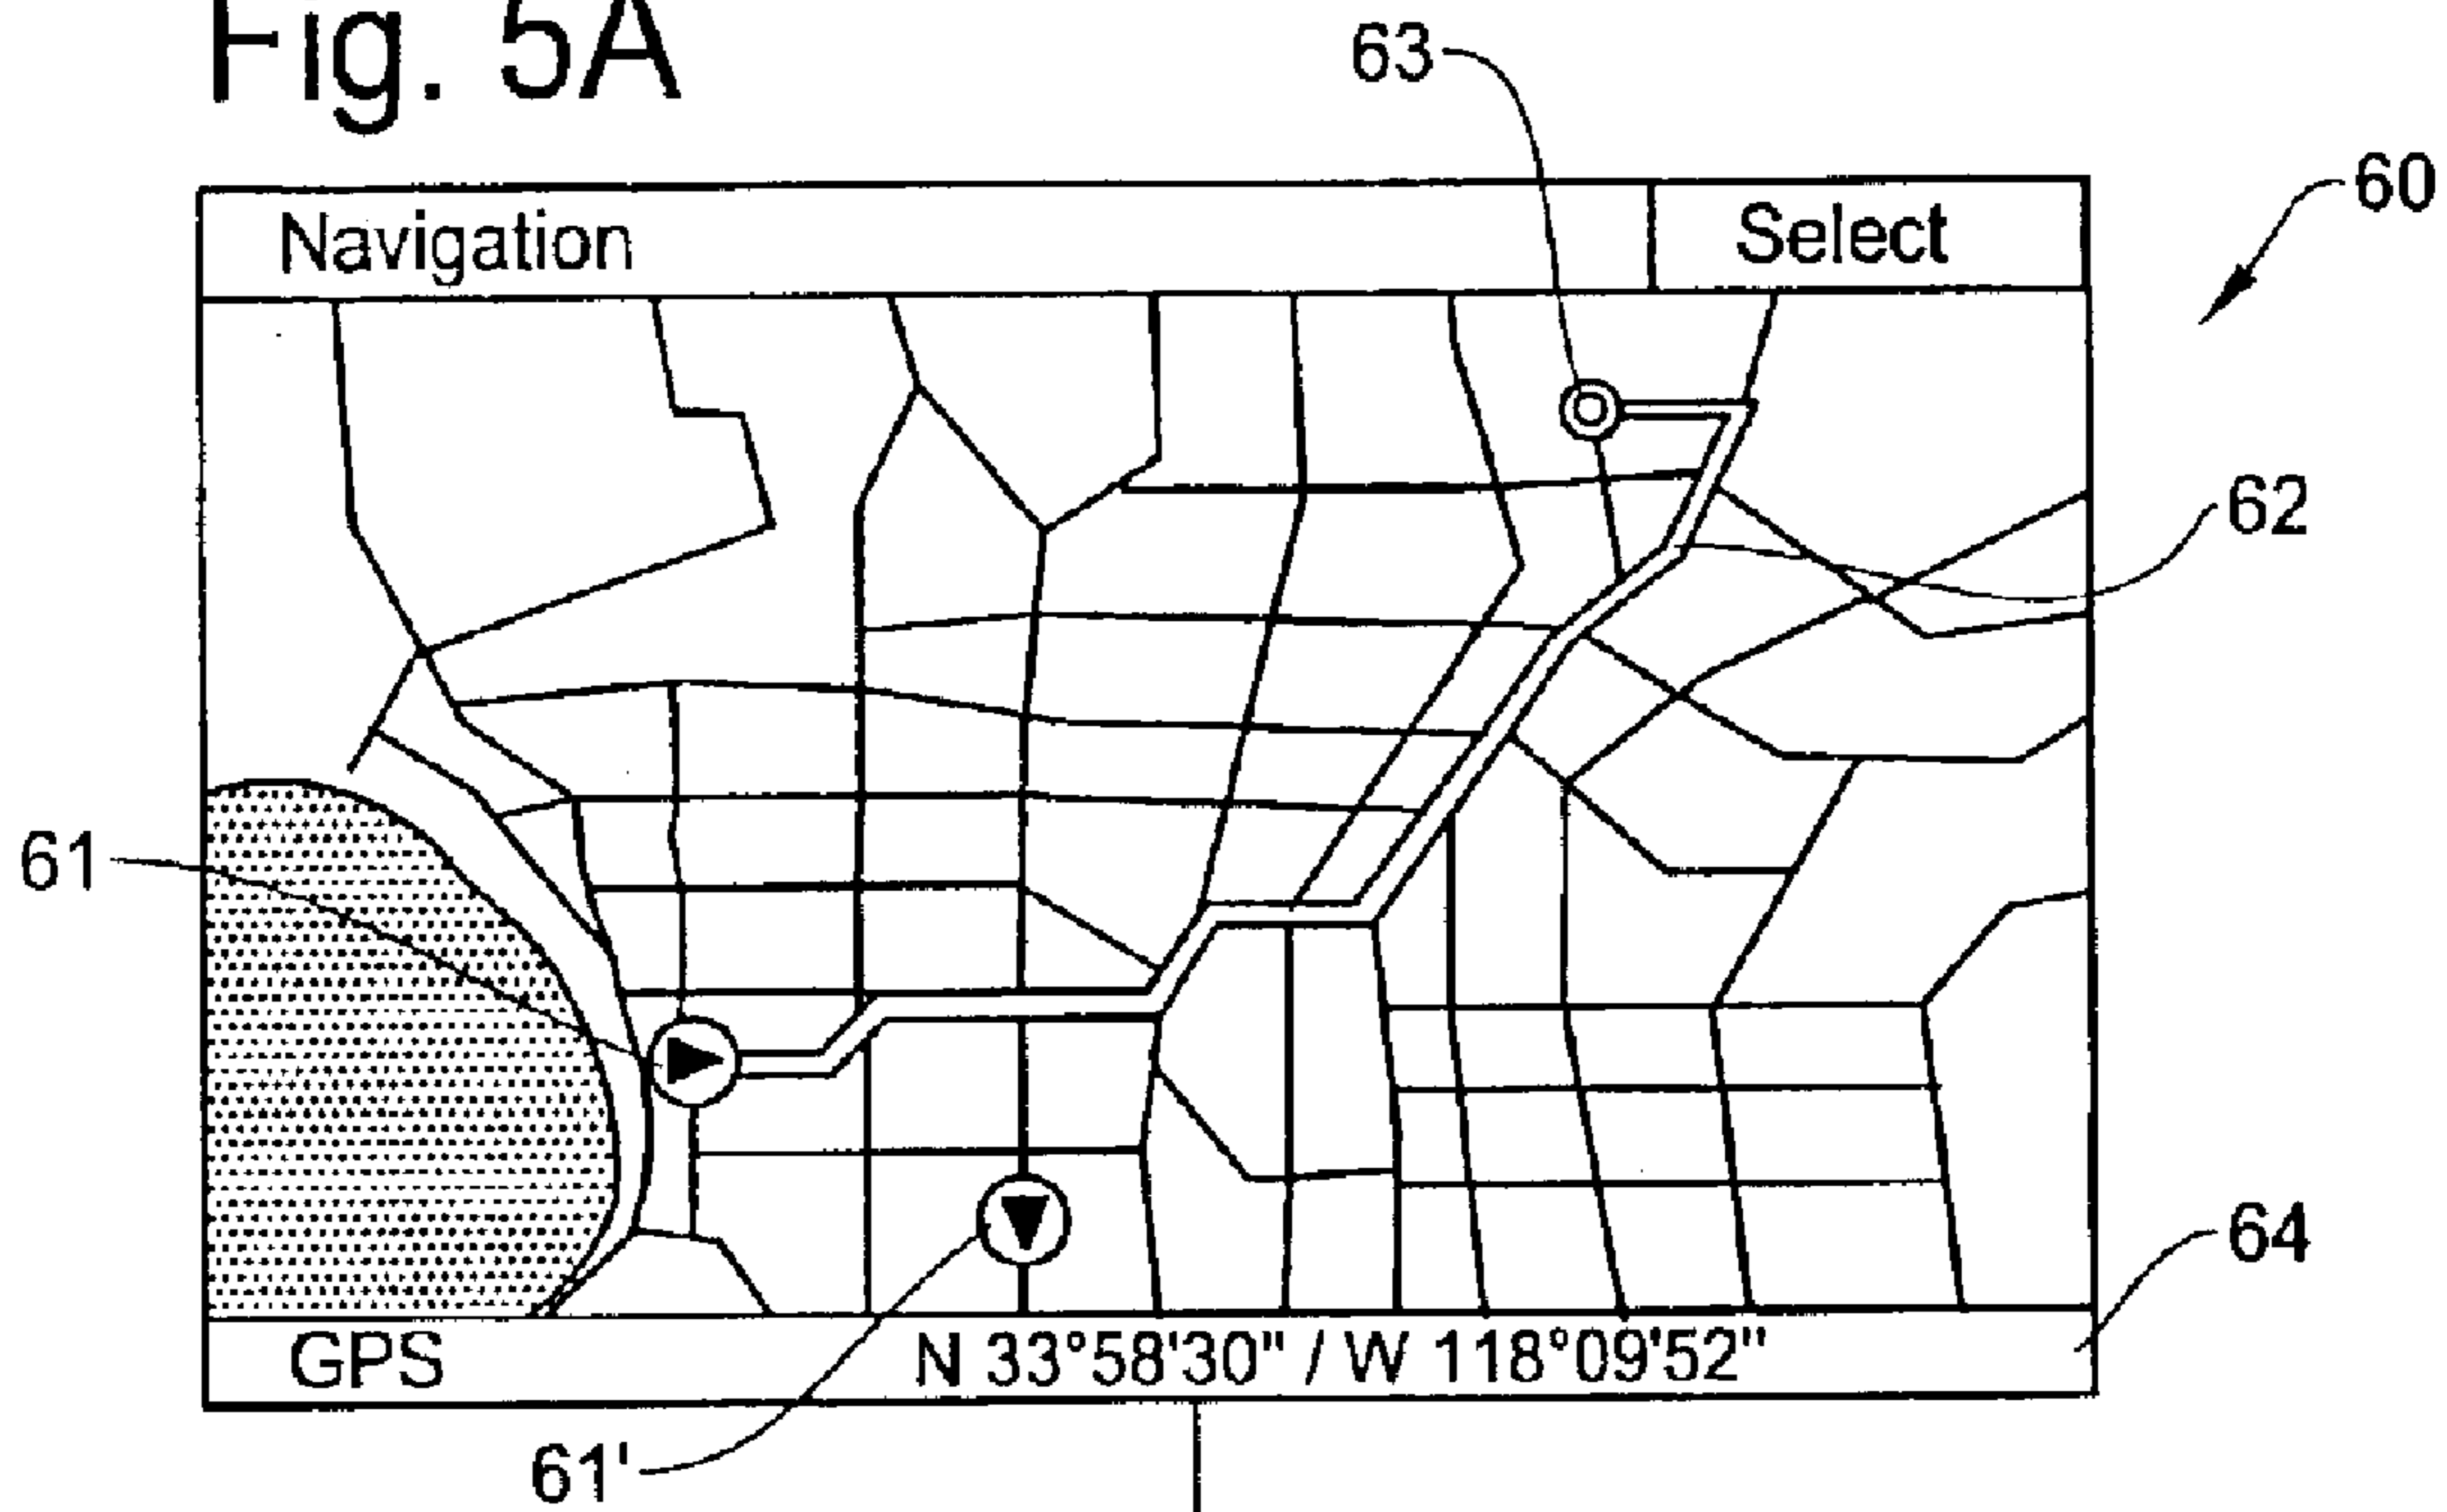 Fig. 5A
63
60
Navigation Select
62
61
64
GPS N 33°58'30" / W 118°09'52"
61'